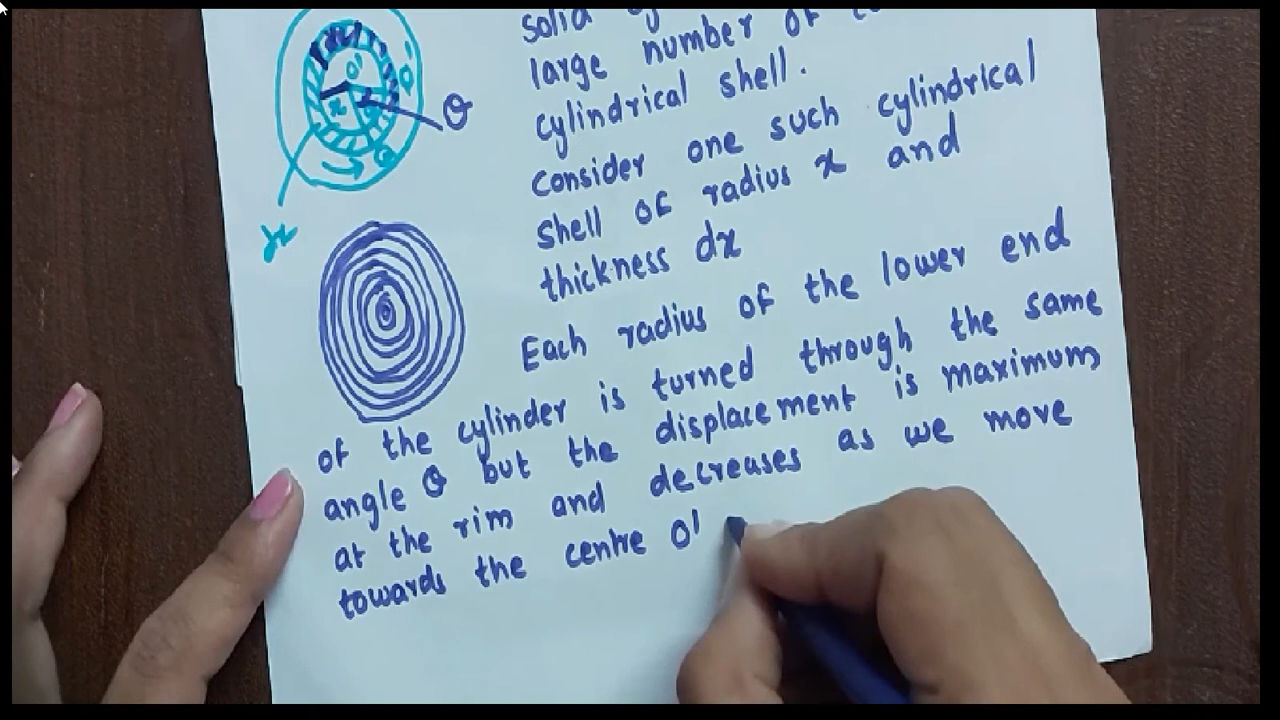 solid
large number of
cylindrical shell.
consider one such cylindrical
shell of radius x and
thickness dx
Each radius of the lower end
of the cylinder is turned through the same
angle θ but the displacement is maximum
at the rim and decreases as we move
towards the centre O'
O'
x
θ